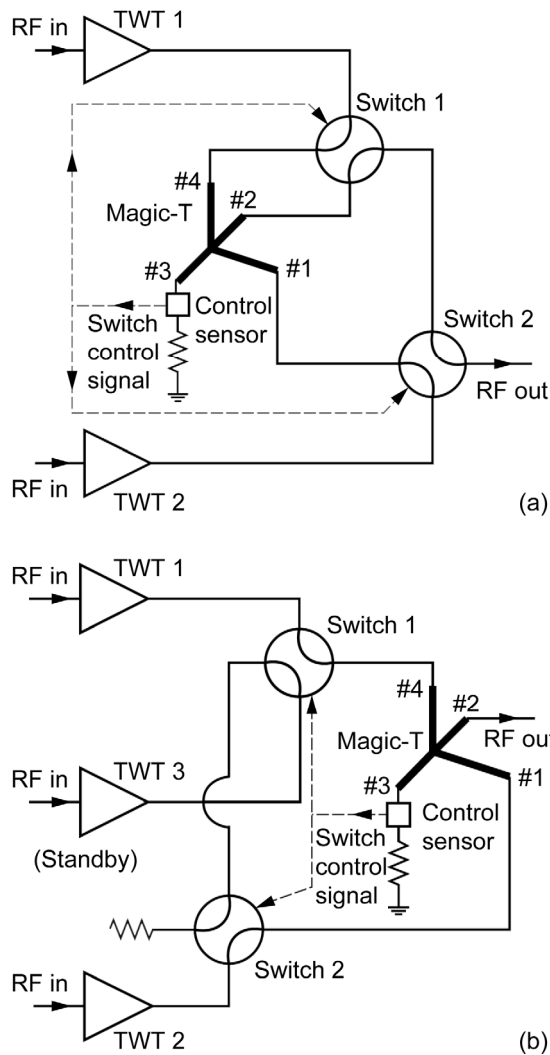 RF in
TWT 1
Switch 1
#4
#2
Magic-T
#3
#1
Control
sensor
Switch
control
signal
Switch 2
RF out
RF in
TWT 2
(a)
RF in
TWT 1
Switch 1
#4
#2
Magic-T
RF out
#1
#3
RF in
TWT 3
(Standby)
Control
sensor
Switch
control
signal
Switch 2
RF in
TWT 2
(b)